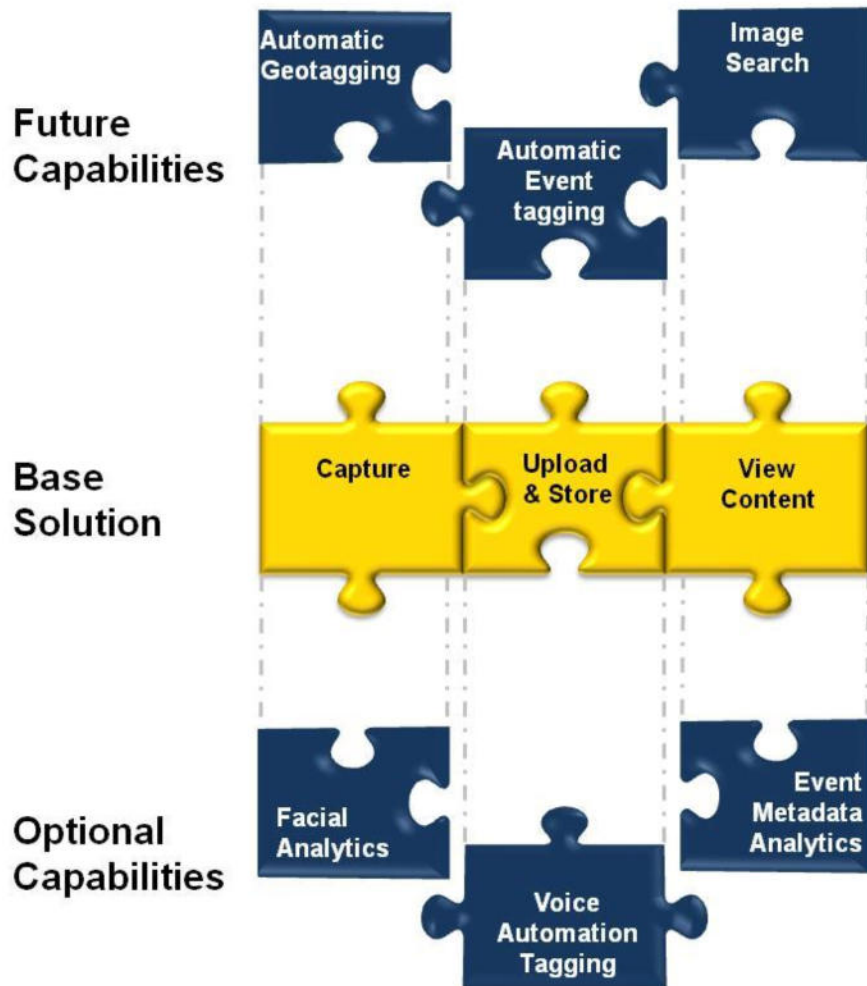 Automatic
Geotagging
Image
Search
Future
Capabilities
Automatic
Event
tagging
Base
Solution
Capture
Upload
& Store
View
Content
Optional
Capabilities
Facial
Analytics
Event
Metadata
Analytics
Voice
Automation
Tagging